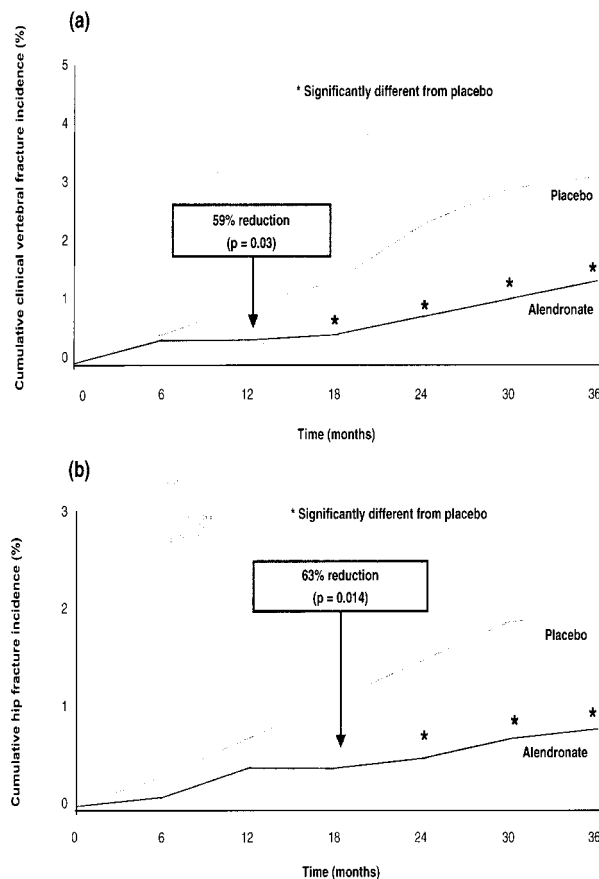 (a)
Cumulative clinical vertebral fracture incidence (%)
5
4
3
2
1
0
* Significantly different from placebo
59% reduction
(p = 0.03)
Placebo
* * * *
Alendronate
0 6 12 18 24 30 36
Time (months)
(b)
Cumulative hip fracture incidence (%)
3
2
1
0
* Significantly different from placebo
63% reduction
(p = 0.014)
Placebo
* * *
Alendronate
0 6 12 18 24 30 36
Time (months)